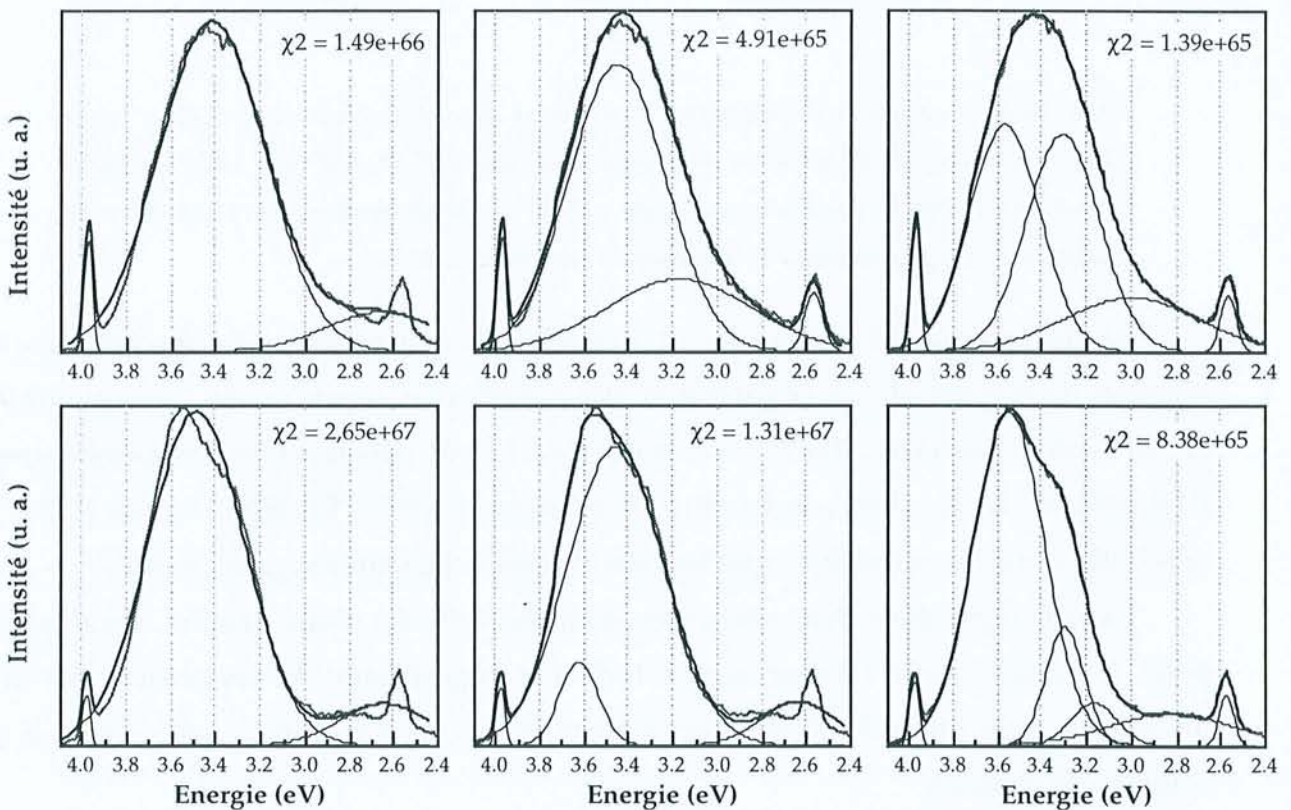 χ2 = 1.49e+66
χ2 = 4.91e+65
χ2 = 1.39e+65
Intensité (u. a.)
4.0 3.8 3.6 3.4 3.2 3.0 2.8 2.6 2.4
4.0 3.8 3.6 3.4 3.2 3.0 2.8 2.6 2.4
4.0 3.8 3.6 3.4 3.2 3.0 2.8 2.6 2.4
χ2 = 2,65e+67
χ2 = 1.31e+67
χ2 = 8.38e+65
Intensité (u. a.)
4.0 3.8 3.6 3.4 3.2 3.0 2.8 2.6 2.4
4.0 3.8 3.6 3.4 3.2 3.0 2.8 2.6 2.4
4.0 3.8 3.6 3.4 3.2 3.0 2.8 2.6 2.4
Energie (eV)
Energie (eV)
Energie (eV)